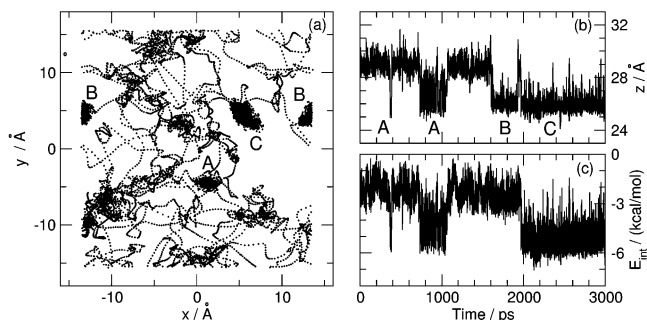 (a)
10
0
-10
y / Å
-10
0
10
x / Å
B
B
C
A
(b)
32
28
24
z / Å
A
A
B
C
(c)
0
-3
-6
E_int / (kcal/mol)
0
1000
2000
3000
Time / ps